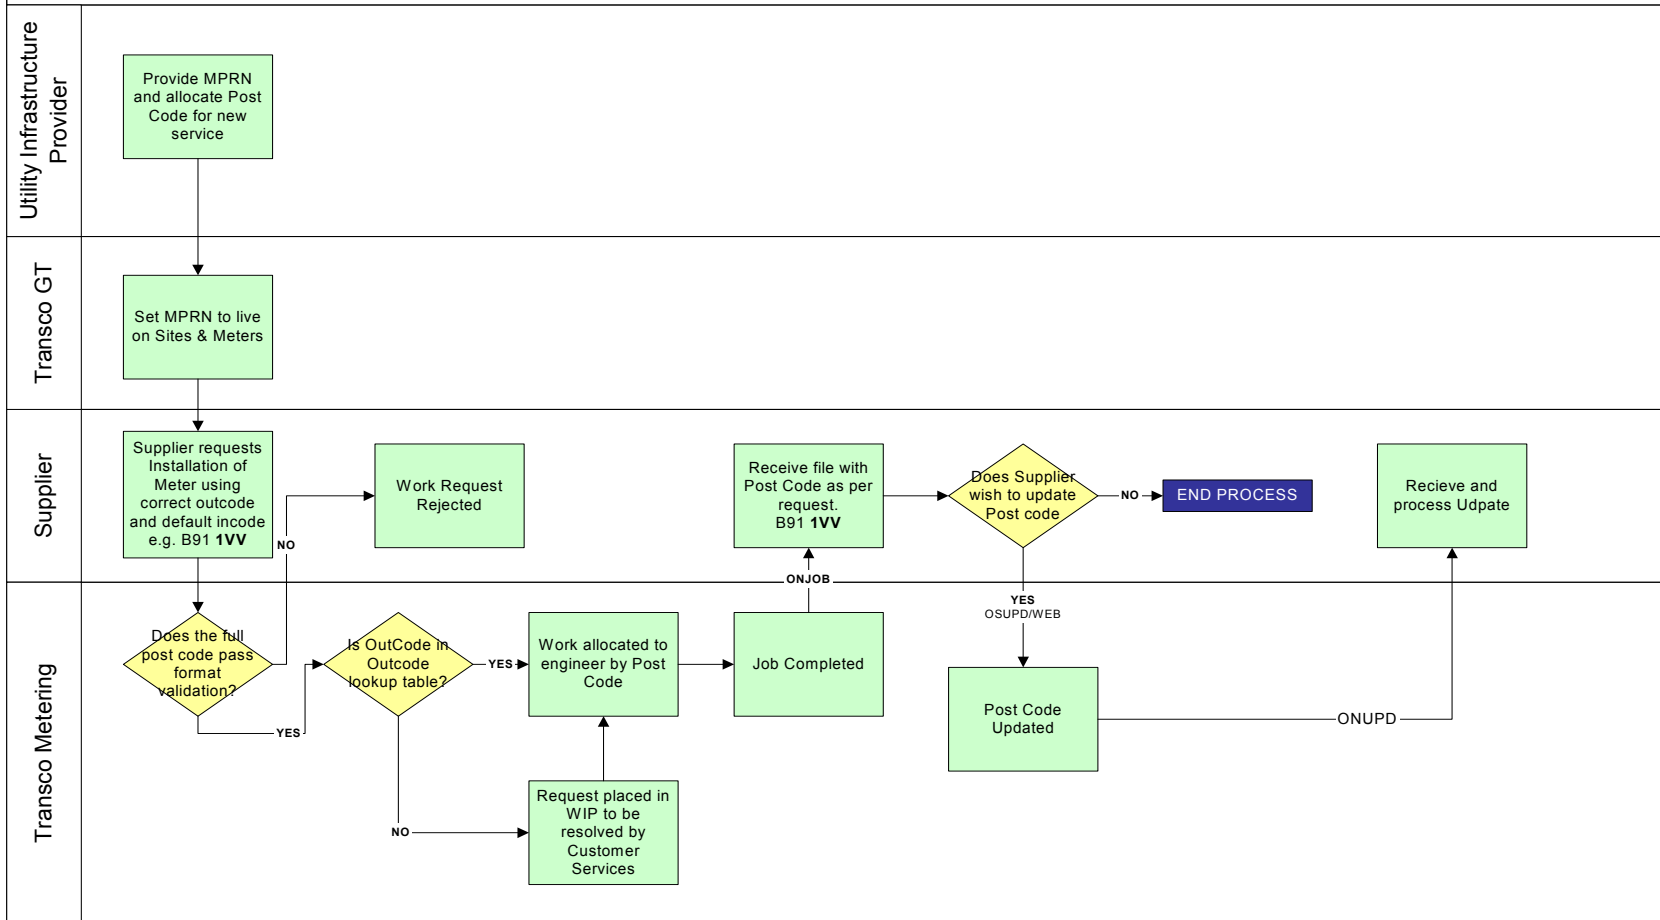 Utility Infrastructure
Provider
Provide MPRN
and allocate Post
Code for new
service
Transco GT
Set MPRN to live
on Sites & Meters
Supplier
Supplier requests
Installation of
Meter using
correct outcode
and default incode
e.g. B91 1VV
NO
Work Request
Rejected
Receive file with
Post Code as per
request.
B91 1VV
Does Supplier
wish to update
Post code
NO
END PROCESS
Recieve and
process Udpate
ONJOB
Transco Metering
Does the full
post code pass
format
validation?
YES
Is OutCode in
Outcode
lookup table?
YES
NO
Work allocated to
engineer by Post
Code
Request placed in
WIP to be
resolved by
Customer
Services
Job Completed
YES
OSUPD/WEB
Post Code
Updated
ONUPD